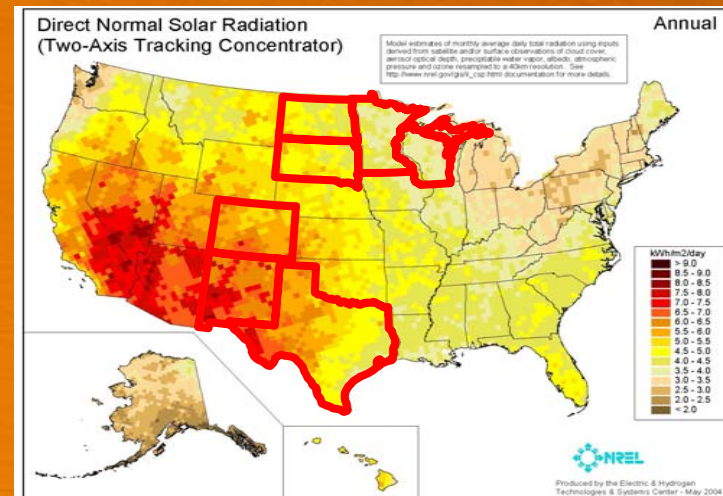 Direct Normal Solar Radiation
(Two-Axis Tracking Concentrator)
Annual
Model estimates of monthly average daily total radiation using inputs
derived from satellite and/or surface observations of cloud cover,
aerosol optical depth, precipitable water vapor, albedo, atmospheric
pressure and ozone resampled to a 40km resolution. See
http://www.nrel.gov/gis/il_csp.html documentation for more details.
kWh/m2/day
> 9.0
8.5 - 9.0
8.0 - 8.5
7.5 - 8.0
7.0 - 7.5
6.5 - 7.0
6.0 - 6.5
5.5 - 6.0
5.0 - 5.5
4.5 - 5.0
4.0 - 4.5
3.5 - 4.0
3.0 - 3.5
2.5 - 3.0
2.0 - 2.5
< 2.0
NREL
Produced by the Electric & Hydrogen
Technologies & Systems Center - May 2004